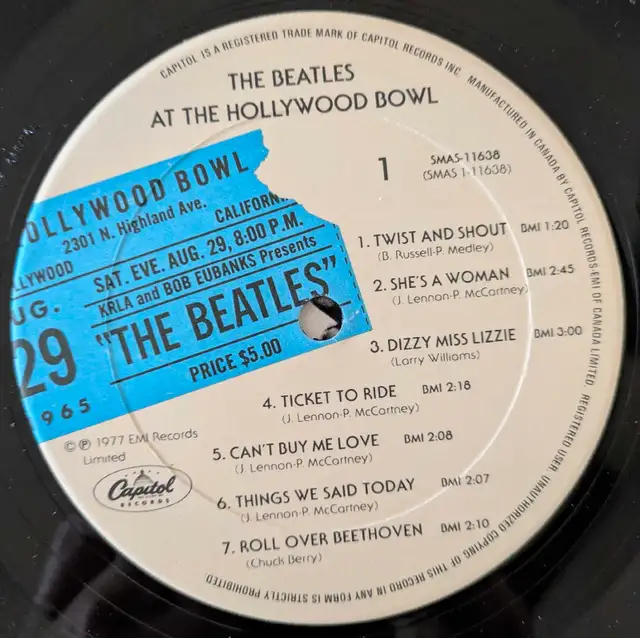 CAPITOL IS A REGISTERED TRADE MARK OF CAPITOL RECORDS INC. MANUFACTURED IN CANADA BY CAPITOL RECORDS-EMI OF CANADA LIMITED. REGISTERED USER. UNAUTHORIZED COPYING OF THIS RECORD IN ANY FORM IS STRICTLY PROHIBITED
THE BEATLES
AT THE HOLLYWOOD BOWL
OLLYWOOD BOWL
2301 N. Highland Ave.
LLYWOOD CALIFORNI
SAT. EVE. AUG. 29, 8:00 P.M.
KRLA and BOB EUBANKS Presents
"THE BEATLES"
PRICE $5.00
UG.
29
965
1
SMAS-11638
(SMAS 1-11638)
1. TWIST AND SHOUT BMI 1:20
(B. Russell-P. Medley)
2. SHE'S A WOMAN BMI 2:45
(J. Lennon-P. McCartney)
3. DIZZY MISS LIZZIE BMI 3:00
(Larry Williams)
4. TICKET TO RIDE BMI 2:18
(J. Lennon-P. McCartney)
5. CAN'T BUY ME LOVE BMI 2:08
(J. Lennon-P. McCartney)
6. THINGS WE SAID TODAY BMI 2:07
(J. Lennon-P. McCartney)
7. ROLL OVER BEETHOVEN BMI 2:10
(Chuck Berry)
© ℗ 1977 EMI Records
Limited
Capitol
RECORDS